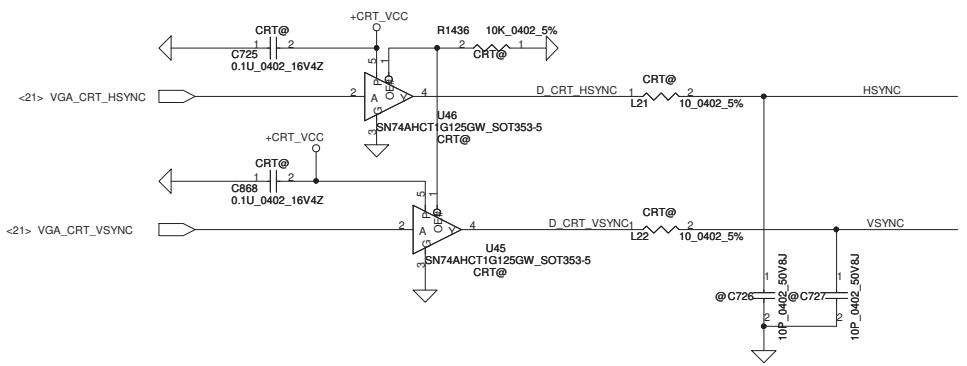 +CRT_VCC
CRT@
1 2
C725
0.1U_0402_16V4Z
R1436 10K_0402_5%
2 1
CRT@
5 1
P OE#
<21> VGA_CRT_HSYNC
2 A Y 4
G
3
U46
SN74AHCT1G125GW_SOT353-5
CRT@
D_CRT_HSYNC
CRT@
1 2
L21 10_0402_5%
HSYNC
+CRT_VCC
CRT@
1 2
C868
0.1U_0402_16V4Z
5 1
P OE#
<21> VGA_CRT_VSYNC
2 A Y 4
G
3
U45
SN74AHCT1G125GW_SOT353-5
CRT@
D_CRT_VSYNC
CRT@
1 2
L22 10_0402_5%
VSYNC
1
@ C726
2
10P_0402_50V8J
1
@ C727
2
10P_0402_50V8J